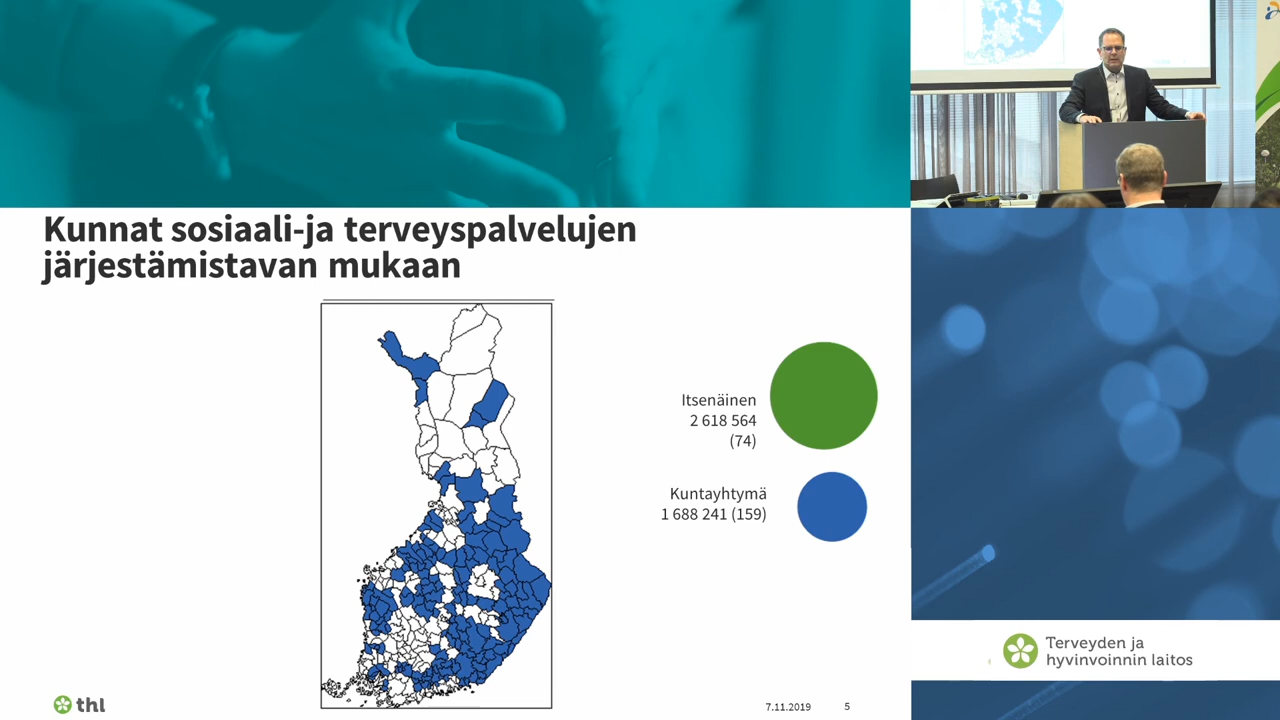 Kunnat sosiaali-ja terveyspalvelujen
järjestämistavan mukaan
Itsenäinen
2 618 564
(74)
Kuntayhtymä
1 688 241 (159)
thl
7.11.2019
5
Terveyden ja
hyvinvoinnin laitos